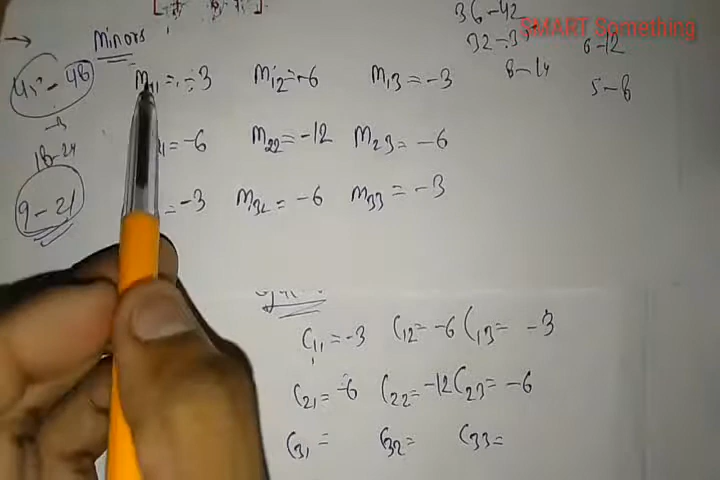 36-42
SMART Something
32-35
6-12
8-14
5-8
Minors
45-48
M11 = -3 M12 = -6 M13 = -3
-3
18-24
= -6 M22 = -12 M23 = -6
9-21
= -3 M32 = -6 M33 = -3
C11 = -3 C12 = -6 C13 = -3
C21 = -6 C22 = -12 C23 = -6
C31 = C32 = C33 =